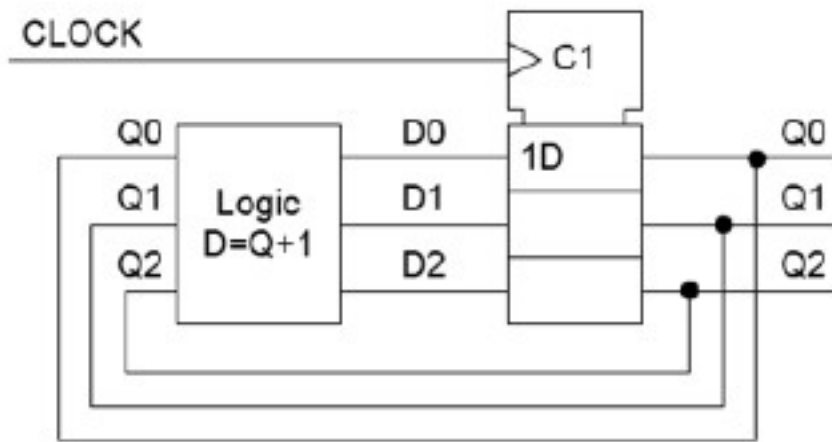 CLOCK
C1
Q0 D0 1D Q0
Q1 Logic D1 Q1
D=Q+1
Q2 D2 Q2